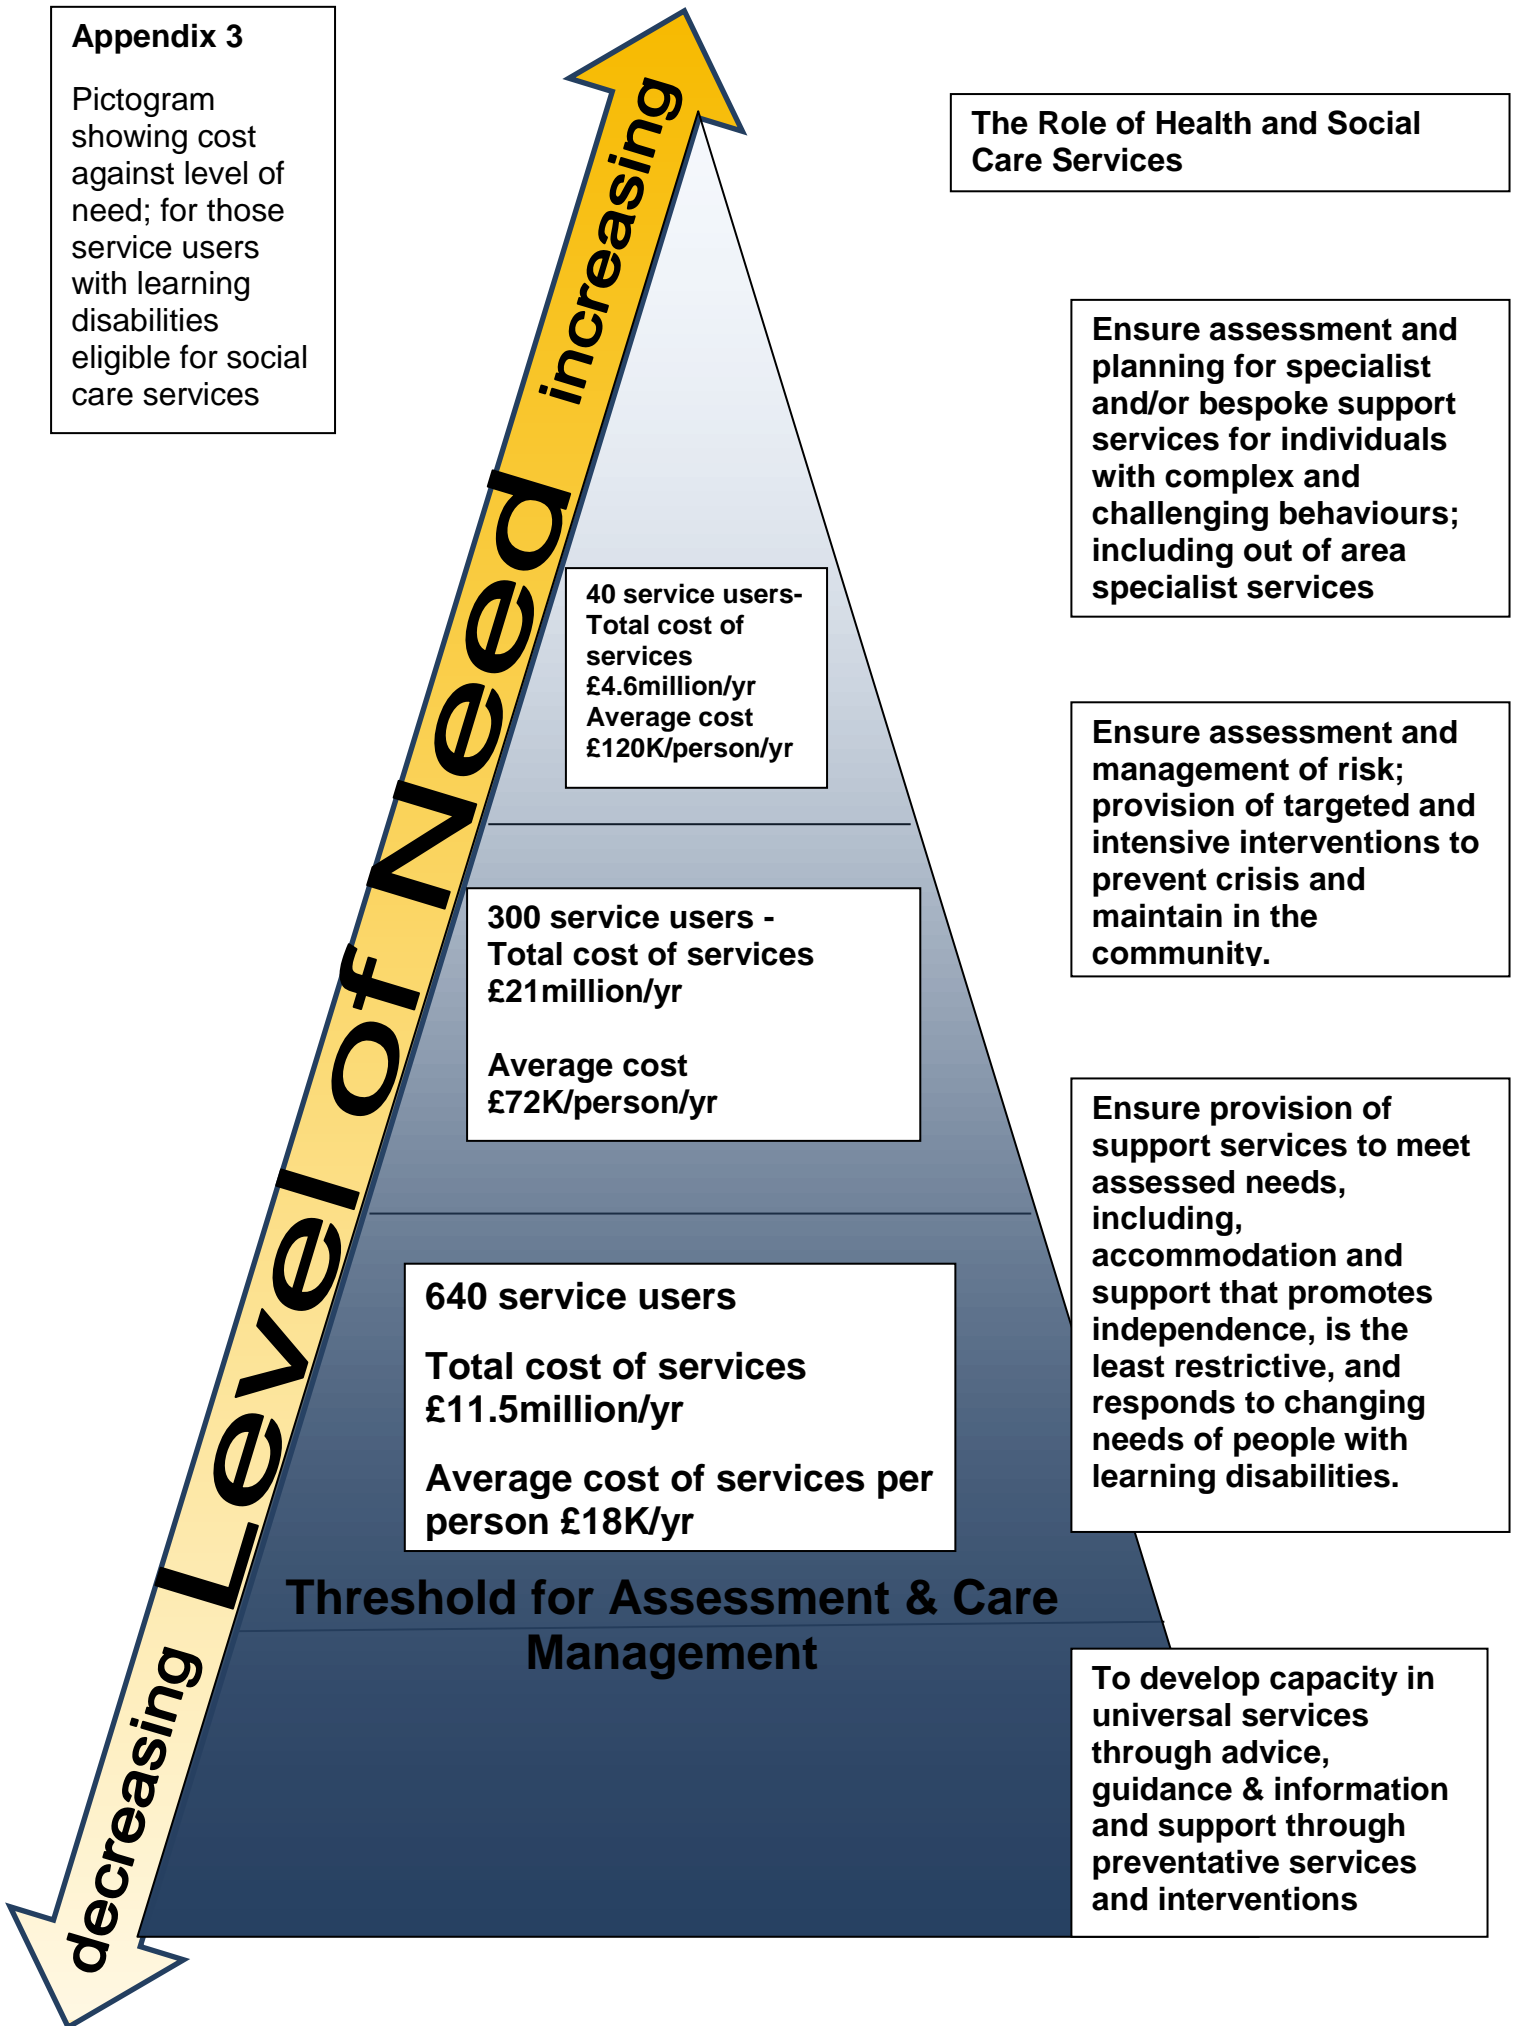 Appendix 3
Pictogram
showing cost
against level of
need; for those
service users
with learning
disabilities
eligible for social
care services
The Role of Health and Social
Care Services
decreasing Level of Need increasing
Ensure assessment and
planning for specialist
and/or bespoke support
services for individuals
with complex and
challenging behaviours;
including out of area
specialist services
40 service users-
Total cost of
services
£4.6million/yr
Average cost
£120K/person/yr
Ensure assessment and
management of risk;
provision of targeted and
intensive interventions to
prevent crisis and
maintain in the
community.
300 service users -
Total cost of services
£21million/yr
Average cost
£72K/person/yr
Ensure provision of
support services to meet
assessed needs,
including,
accommodation and
support that promotes
independence, is the
least restrictive, and
responds to changing
needs of people with
learning disabilities.
640 service users
Total cost of services
£11.5million/yr
Average cost of services per
person £18K/yr
Threshold for Assessment & Care
Management
To develop capacity in
universal services
through advice,
guidance & information
and support through
preventative services
and interventions